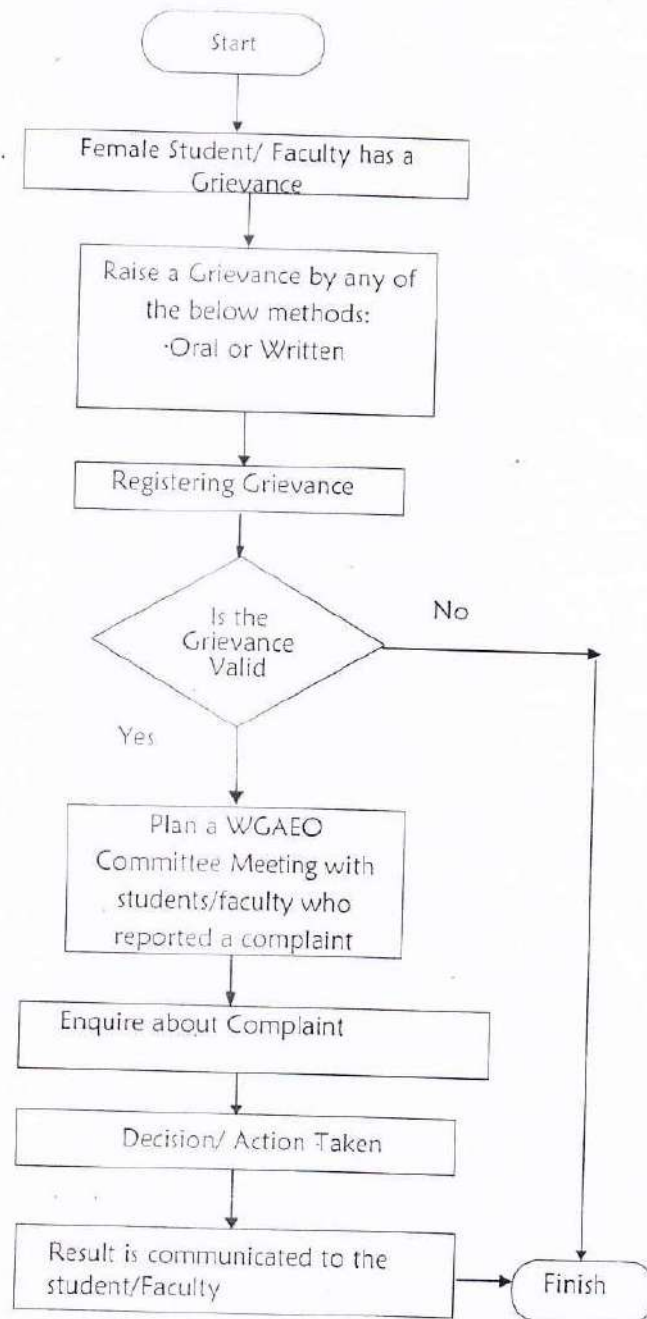 Start
Female Student/ Faculty has a
Grievance
Raise a Grievance by any of
the below methods:
·Oral or Written
Registering Grievance
Is the
Grievance
Valid
No
Yes
Plan a WGAEO
Committee Meeting with
students/faculty who
reported a complaint
Enquire about Complaint
Decision/ Action Taken
Result is communicated to the
student/Faculty
Finish